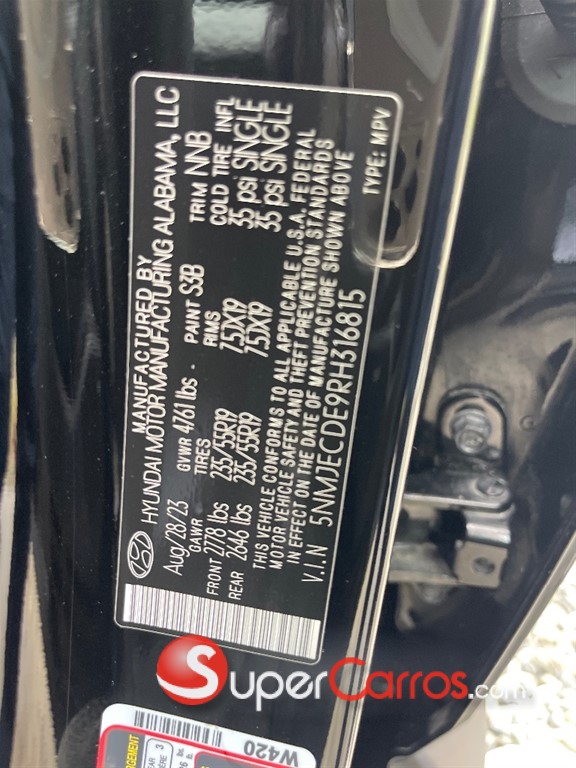 MANUFACTURED BY
HYUNDAI MOTOR MANUFACTURING ALABAMA, LLC
Aug/28/23 GVWR 4761 lbs - PAINT S3B TRIM NNB
GAWR TIRES RIMS COLD TIRE INFL
FRONT 2778 lbs 235/55R19 7.5JX19 35 psi SINGLE
REAR 2646 lbs 235/55R19 7.5JX19 35 psi SINGLE
THIS VEHICLE CONFORMS TO ALL APPLICABLE U.S.A. FEDERAL
MOTOR VEHICLE SAFETY AND THEFT PREVENTION STANDARDS
IN EFFECT ON THE DATE OF MANUFACTURE SHOWN ABOVE
V.I.N 5NMJECDE9RH316815 TYPE: MPV
SuperCarros.com
W420